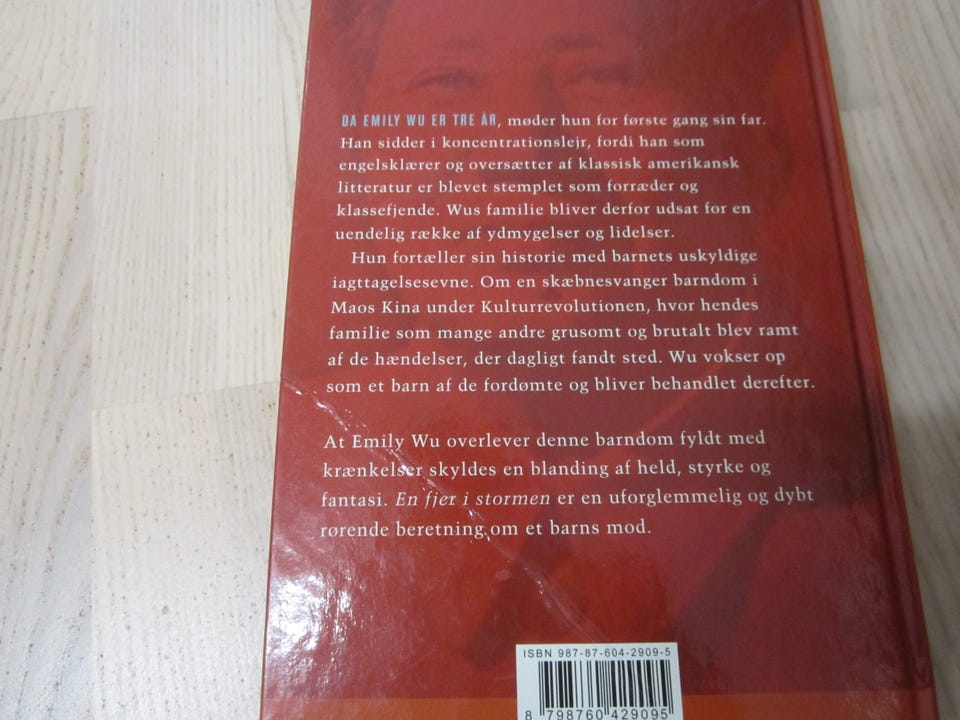 DA EMILY WU ER TRE ÅR, møder hun for første gang sin far.
Han sidder i koncentrationslejr, fordi han som
engelsklærer og oversætter af klassisk amerikansk
litteratur er blevet stemplet som forræder og
klassefjende. Wus familie bliver derfor udsat for en
uendelig række af ydmygelser og lidelser.
Hun fortæller sin historie med barnets uskyldige
iagttagelsesevne. Om en skæbnesvanger barndom i
Maos Kina under Kulturrevolutionen, hvor hendes
familie som mange andre grusomt og brutalt blev ramt
af de hændelser, der dagligt fandt sted. Wu vokser op
som et barn af de fordømte og bliver behandlet derefter.
At Emily Wu overlever denne barndom fyldt med
krænkelser skyldes en blanding af held, styrke og
fantasi. En fjer i stormen er en uforglemmelig og dybt
rørende beretning om et barns mod.
ISBN 987-87-604-2909-5
8 798760 429095